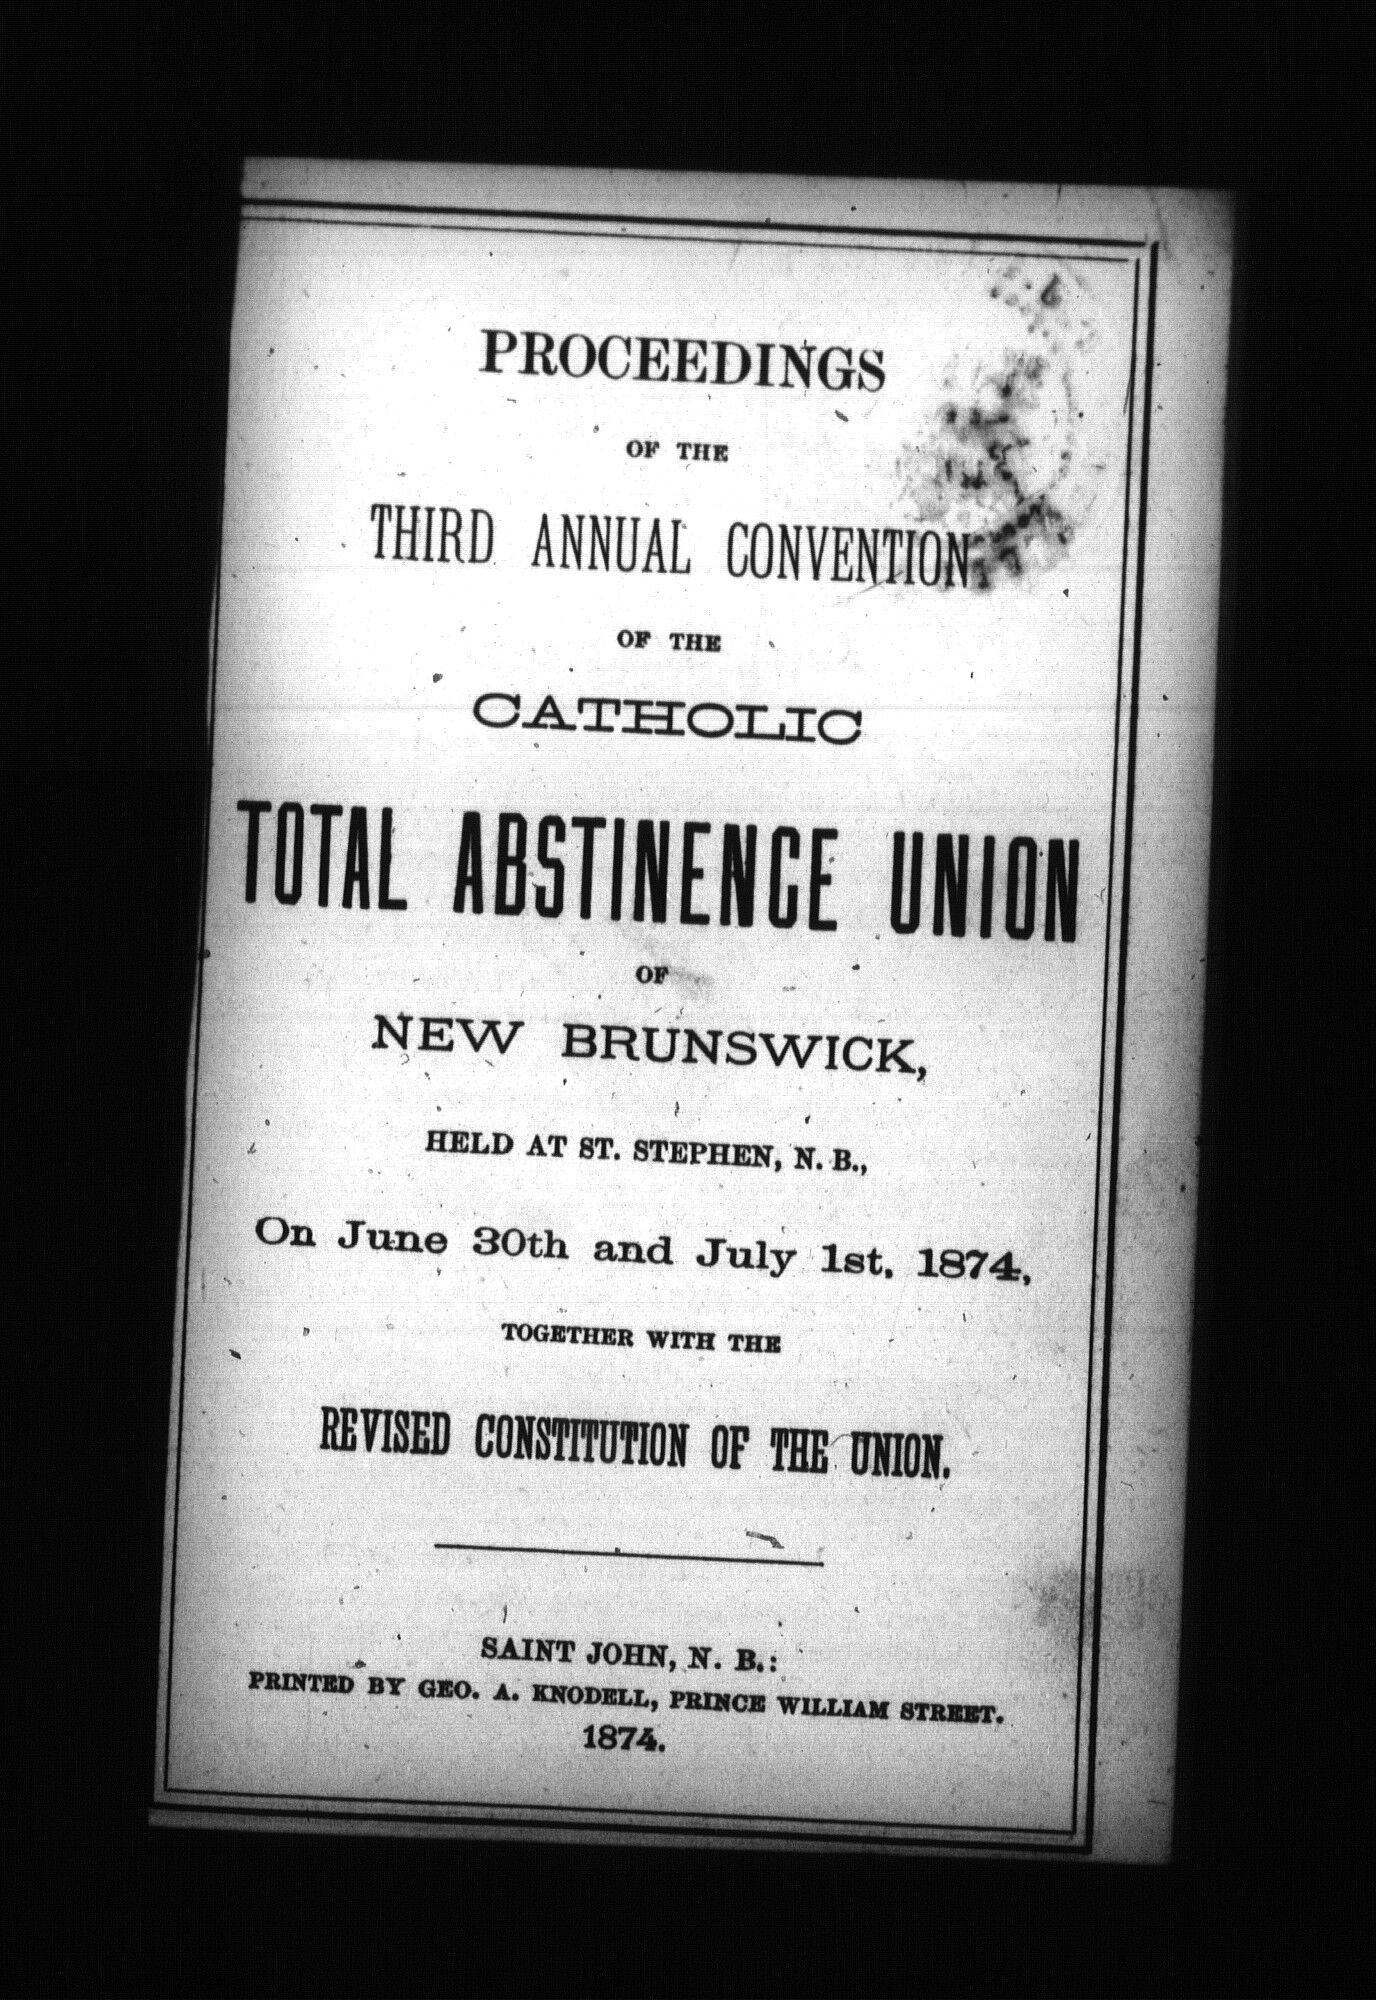 PROCEEDINGS
OF THE
THIRD ANNUAL CONVENTION
OF THE
CATHOLIC
TOTAL ABSTINENCE UNION
OF
NEW BRUNSWICK,
HELD AT ST. STEPHEN, N. B.,
On June 30th and July 1st, 1874,
TOGETHER WITH THE
REVISED CONSTITUTION OF THE UNION.
SAINT JOHN, N. B.:
PRINTED BY GEO. A. KNODELL, PRINCE WILLIAM STREET.
1874.